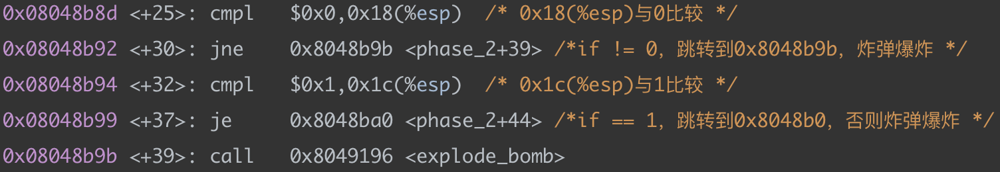 0x08048b8d <+25>: cmpl $0x0,0x18(%esp) /* 0x18(%esp)与0比较 */
0x08048b92 <+30>: jne 0x8048b9b <phase_2+39> /*if != 0，跳转到0x8048b9b，炸弹爆炸 */
0x08048b94 <+32>: cmpl $0x1,0x1c(%esp) /* 0x1c(%esp)与1比较 */
0x08048b99 <+37>: je 0x8048ba0 <phase_2+44> /*if == 1，跳转到0x8048b0，否则炸弹爆炸 */
0x08048b9b <+39>: call 0x8049196 <explode_bomb>